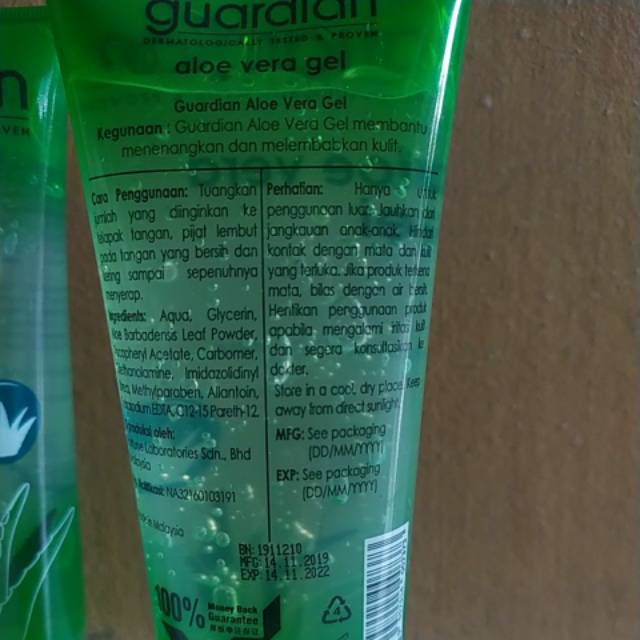 guardian
DERMATOLOGICALLY TESTED & PROVEN
aloe vera gel
Guardian Aloe Vera Gel
Kegunaan : Guardian Aloe Vera Gel membantu
menenangkan dan melembabkan kulit.
Cara Penggunaan: Tuangkan
jumlah yang diinginkan ke
telapak tangan, pijat lembut
pada tangan yang bersih dan
sampai sepenuhnya
menyerap.
Ingredients: Aqua, Glycerin,
Aloe Barbadensis Leaf Powder,
Acetate, Carbomer,
Imidazolidinyl
Methylparaben, Allantoin,
EDTA, C12-15 Pareth-12.
oleh:
Laboratories Sdn., Bhd
Malaysia
NA32160103191
in Malaysia
Perhatian: Hanya untuk
penggunaan luar. Jauhkan dari
jangkauan anak-anak. Hindari
kontak dengan mata dan kulit
yang terluka. Jika produk terkena
mata, bilas dengan air bersih.
Hentikan penggunaan produk
apabila mengalami iritasi kulit
dan segera konsultasikan ke
dokter.
Store in a cool, dry place. Keep
away from direct sunlight.
MFG: See packaging
(DD/MM/YYYY)
EXP: See packaging
(DD/MM/YYYY)
BN: 1911210
MFG: 14.11.2019
EXP: 14.11.2022
100% Money Back
Guarantee
4
n
VEN